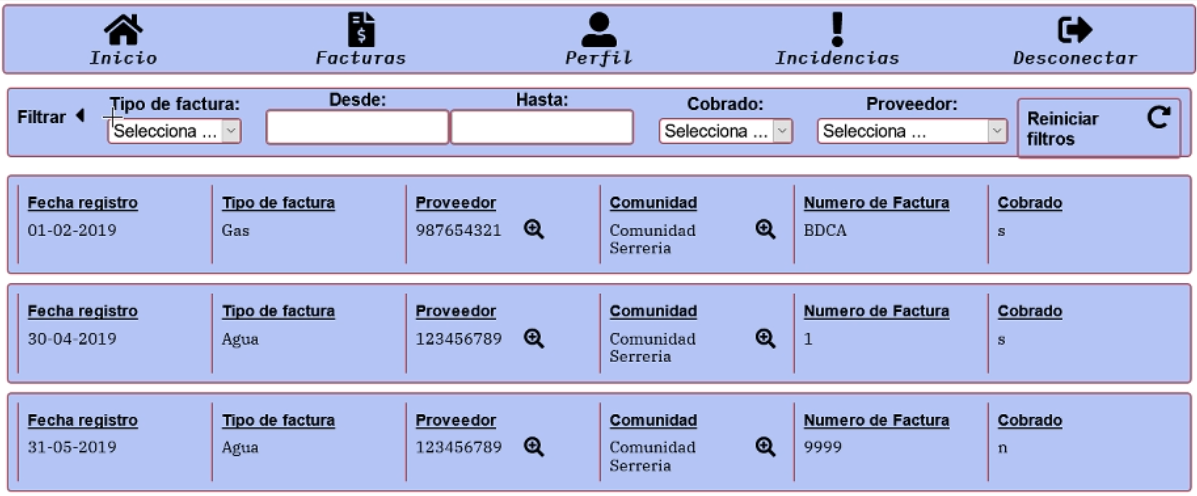 Inicio Facturas Perfil Incidencias Desconectar
Filtrar Tipo de factura: Desde: Hasta: Cobrado: Proveedor: Reiniciar filtros
Selecciona ... Selecciona ... Selecciona ...
Fecha registro Tipo de factura Proveedor Comunidad Numero de Factura Cobrado
01-02-2019 Gas 987654321 Comunidad BDCA s
Serreria
Fecha registro Tipo de factura Proveedor Comunidad Numero de Factura Cobrado
30-04-2019 Agua 123456789 Comunidad 1 s
Serreria
Fecha registro Tipo de factura Proveedor Comunidad Numero de Factura Cobrado
31-05-2019 Agua 123456789 Comunidad 9999 n
Serreria